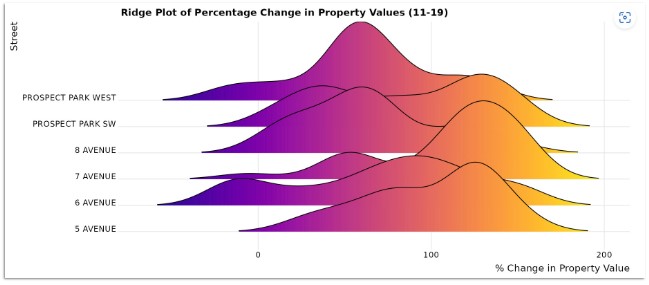 Ridge Plot of Percentage Change in Property Values (11-19)
Street
PROSPECT PARK WEST
PROSPECT PARK SW
8 AVENUE
7 AVENUE
6 AVENUE
5 AVENUE
0 100 200
% Change in Property Value